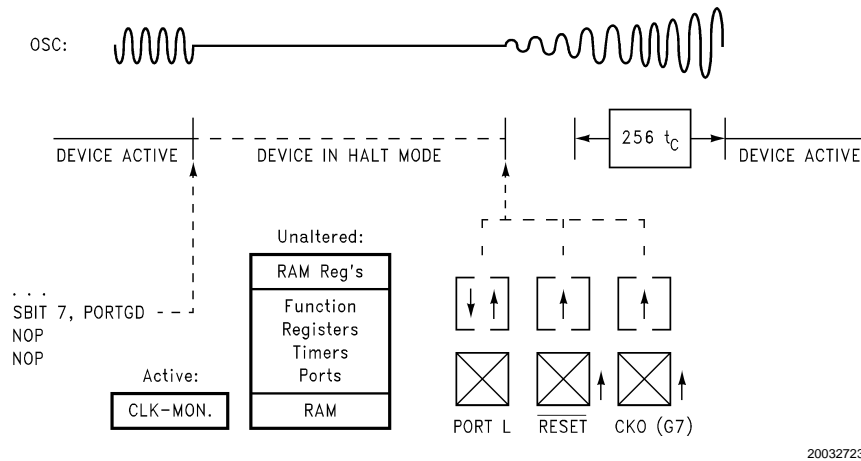 OSC:
256 tC
DEVICE ACTIVE
DEVICE IN HALT MODE
DEVICE ACTIVE
Unaltered:
RAM Reg's
Function
Registers
Timers
Ports
RAM
. . .
SBIT 7, PORTGD
NOP
NOP
Active:
CLK-MON.
PORT L
RESET
CKO (G7)
20032723